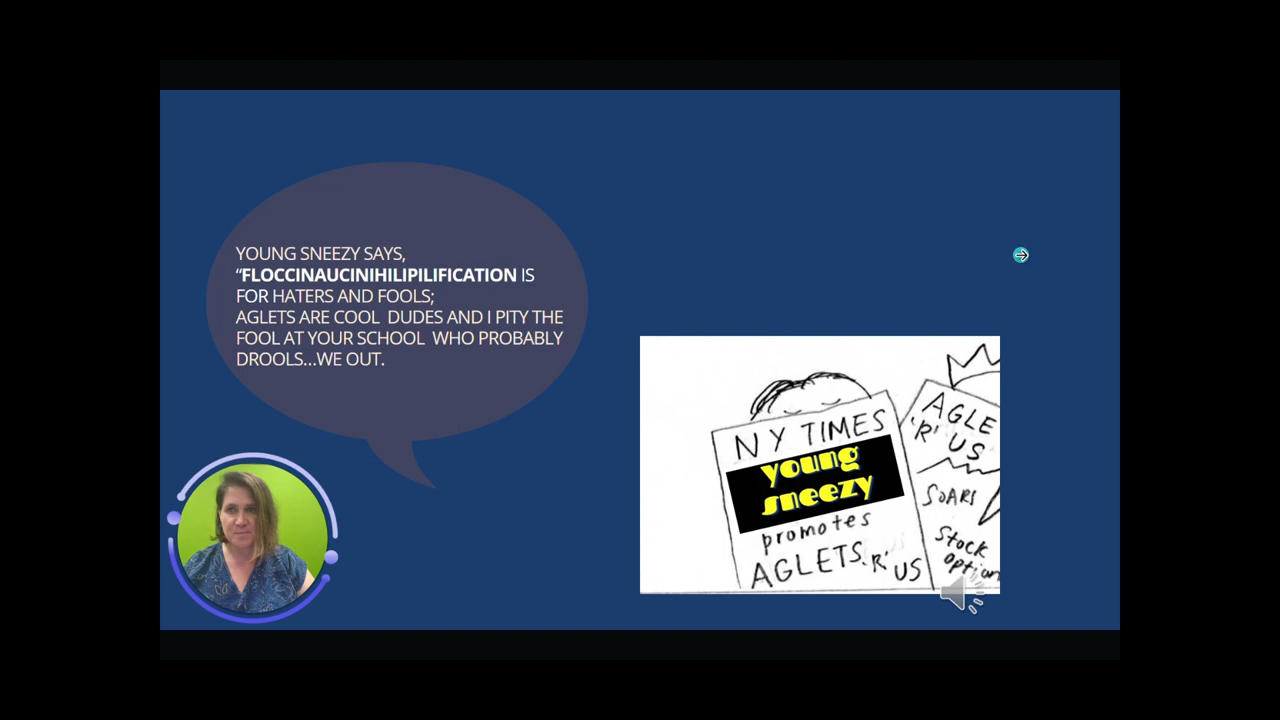 YOUNG SNEEZY SAYS,
“FLOCCINAUCINIHILIPILIFICATION IS
FOR HATERS AND FOOLS;
AGLETS ARE COOL  DUDES AND I PITY THE
FOOL AT YOUR SCHOOL  WHO PROBABLY
DROOLS...WE OUT.
NY TIMES
young
sneezy
promotes
AGLETS 'R' US
AGLE
'R' US
SOARS
Stock
option